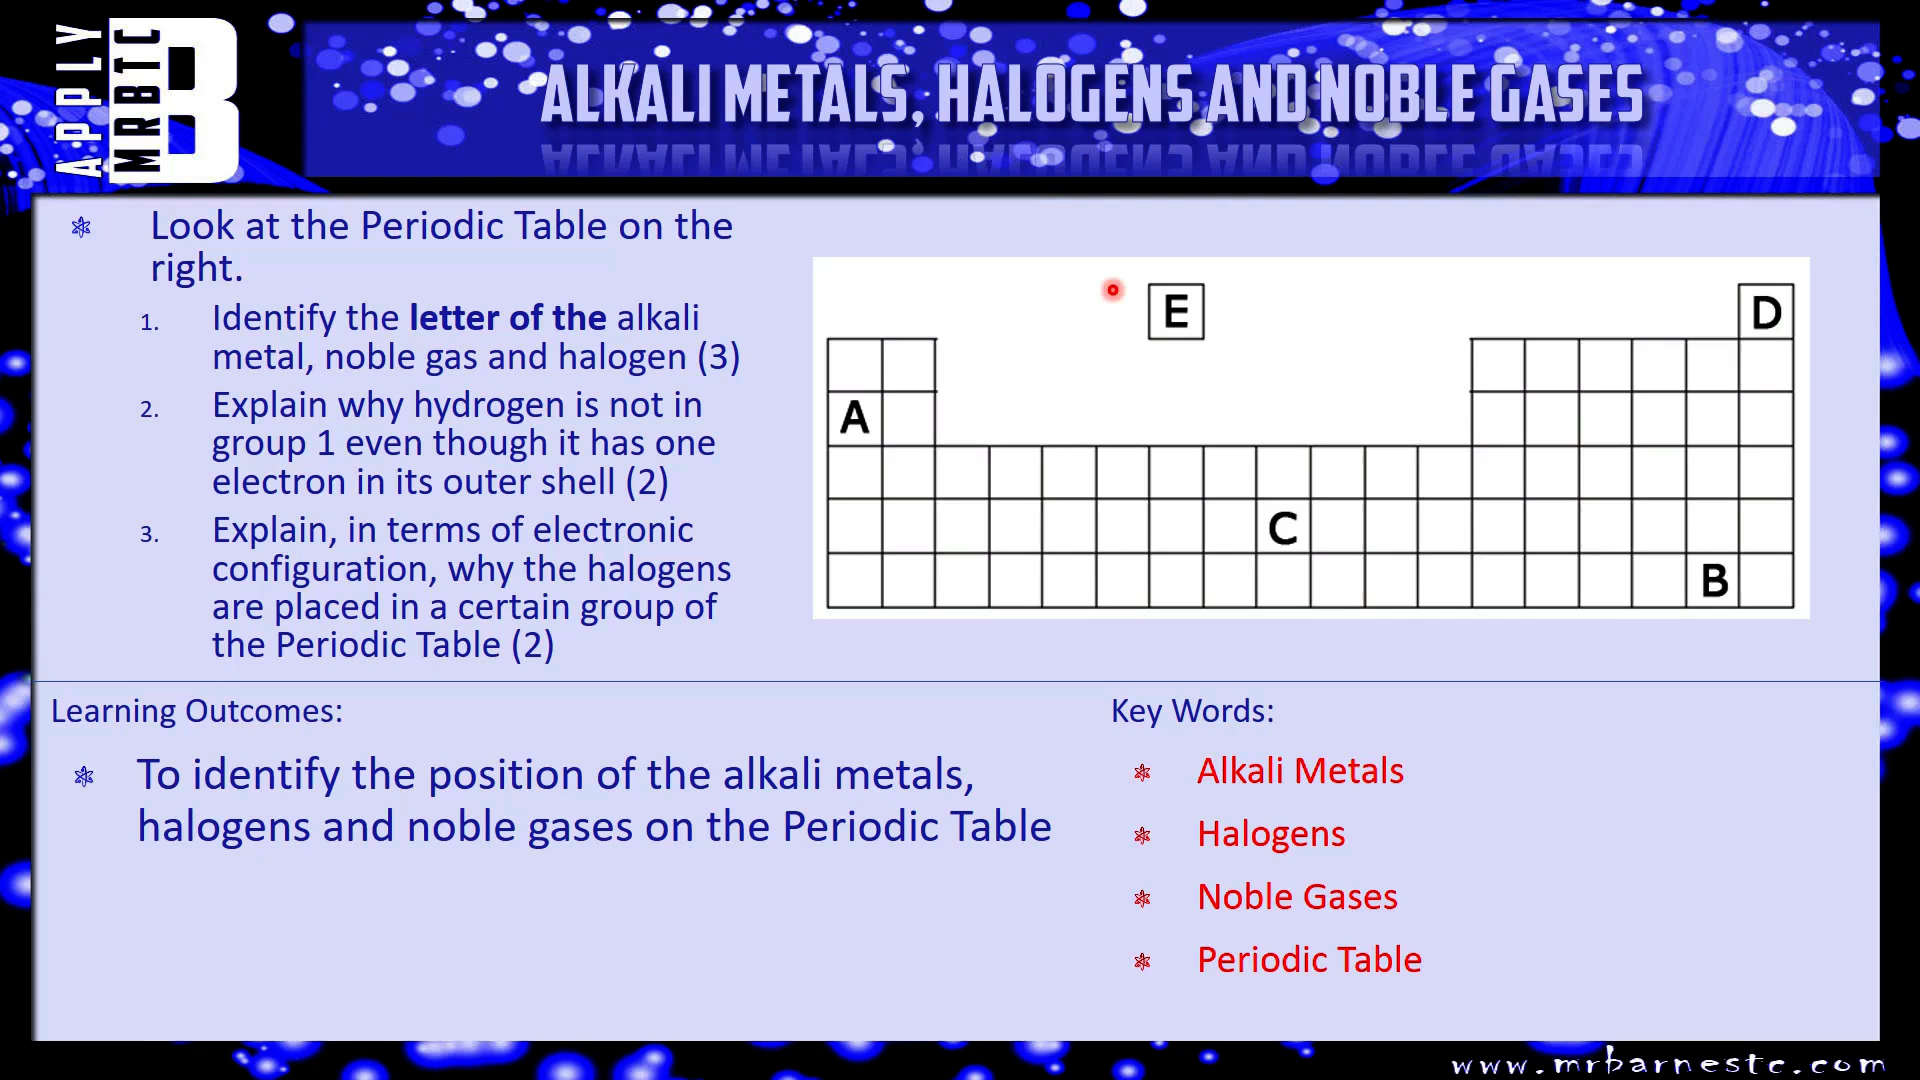 APPLY
MRBTC
B
ALKALI METALS, HALOGENS AND NOBLE GASES
Look at the Periodic Table on the
right.
1. Identify the letter of the alkali
metal, noble gas and halogen (3)
2. Explain why hydrogen is not in
group 1 even though it has one
electron in its outer shell (2)
3. Explain, in terms of electronic
configuration, why the halogens
are placed in a certain group of
the Periodic Table (2)
E
D
A
C
B
Learning Outcomes:
To identify the position of the alkali metals,
halogens and noble gases on the Periodic Table
Key Words:
Alkali Metals
Halogens
Noble Gases
Periodic Table
www.mrbarnestc.com